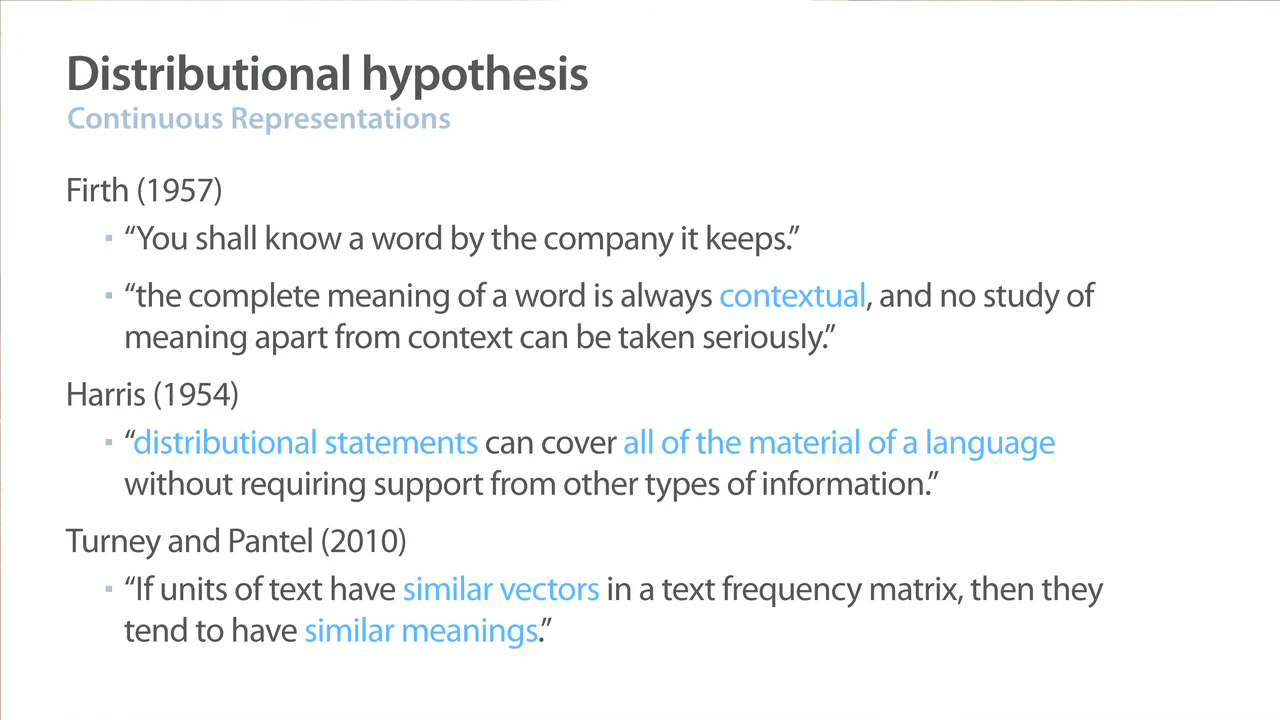 Distributional hypothesis
Continuous Representations
Firth (1957)
▪ “You shall know a word by the company it keeps.”
▪ “the complete meaning of a word is always contextual, and no study of
meaning apart from context can be taken seriously.”
Harris (1954)
▪ “distributional statements can cover all of the material of a language
without requiring support from other types of information.”
Turney and Pantel (2010)
▪ “If units of text have similar vectors in a text frequency matrix, then they
tend to have similar meanings.”